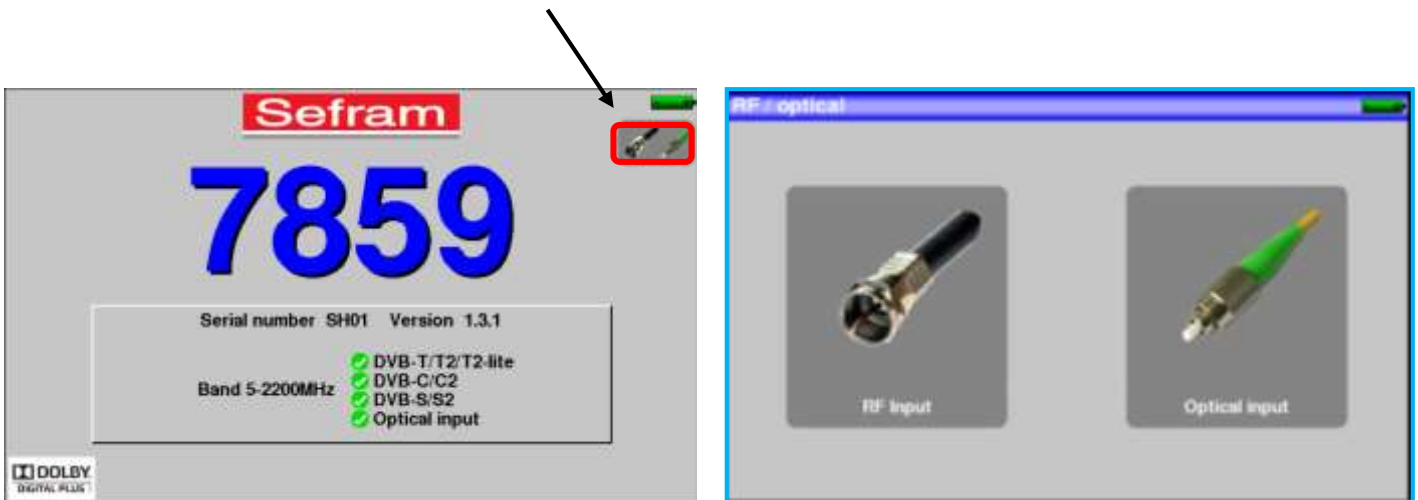 Sefram
7859
Serial number SH01 Version 1.3.1
Band 5-2200MHz
DVB-T/T2/T2-lite
DVB-C/C2
DVB-S/S2
Optical input
DOLBY
DIGITAL PLUS
RF / optical
RF Input
Optical input